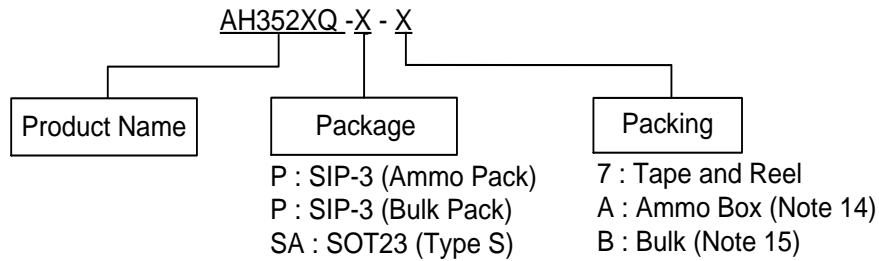 AH352XQ -X - X
Product Name
Package
Packing
P : SIP-3 (Ammo Pack)
P : SIP-3 (Bulk Pack)
SA : SOT23 (Type S)
7 : Tape and Reel
A : Ammo Box (Note 14)
B : Bulk (Note 15)